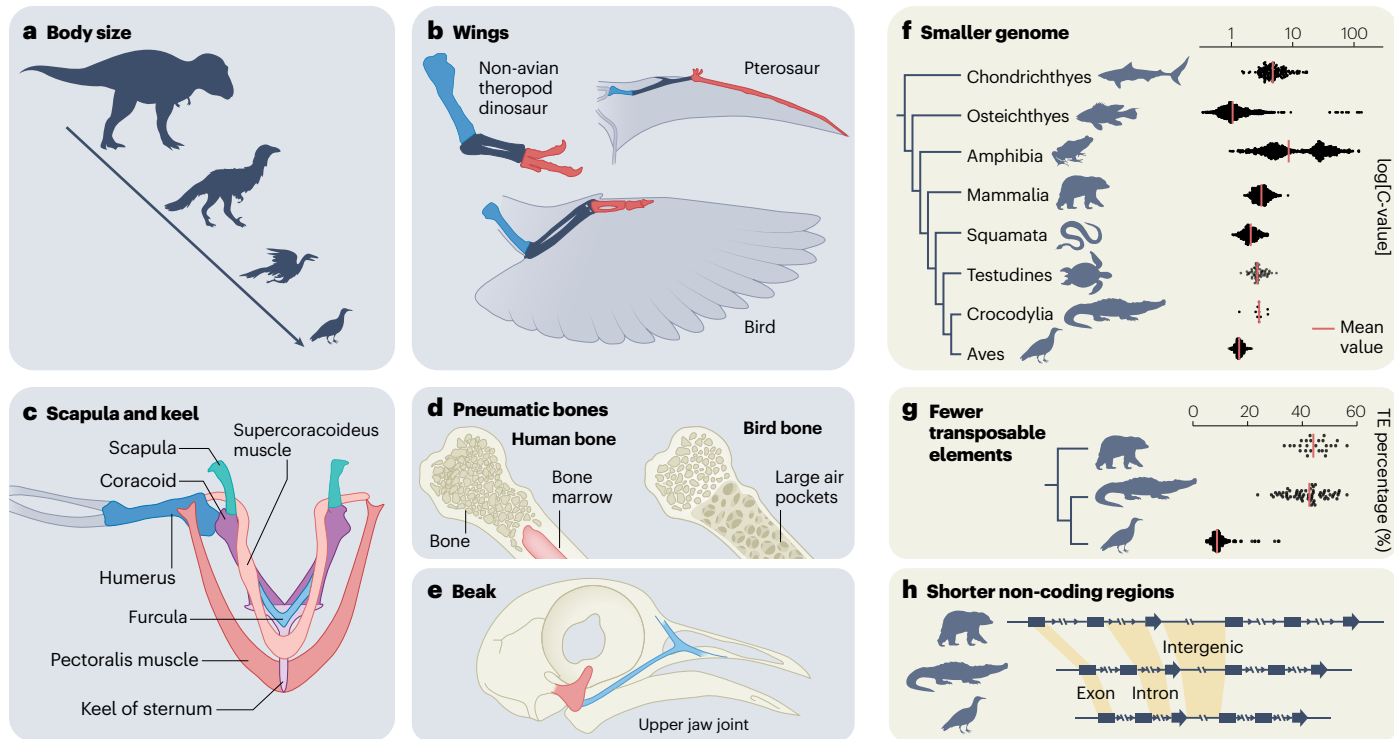 a Body size
b Wings
Non-avian
theropod
dinosaur
Pterosaur
Bird
c Scapula and keel
Scapula
Supercoracoideus
muscle
Coracoid
Humerus
Furcula
Pectoralis muscle
Keel of sternum
d Pneumatic bones
Human bone
Bird bone
Bone
marrow
Large air
pockets
Bone
e Beak
Upper jaw joint
f Smaller genome
1 10 100
Chondrichthyes
Osteichthyes
Amphibia
Mammalia
Squamata
Testudines
Crocodylia
Aves
log[C-value]
Mean
value
g Fewer
transposable
elements
0 20 40 60
TE percentage (%)
h Shorter non-coding regions
Intergenic
Exon Intron